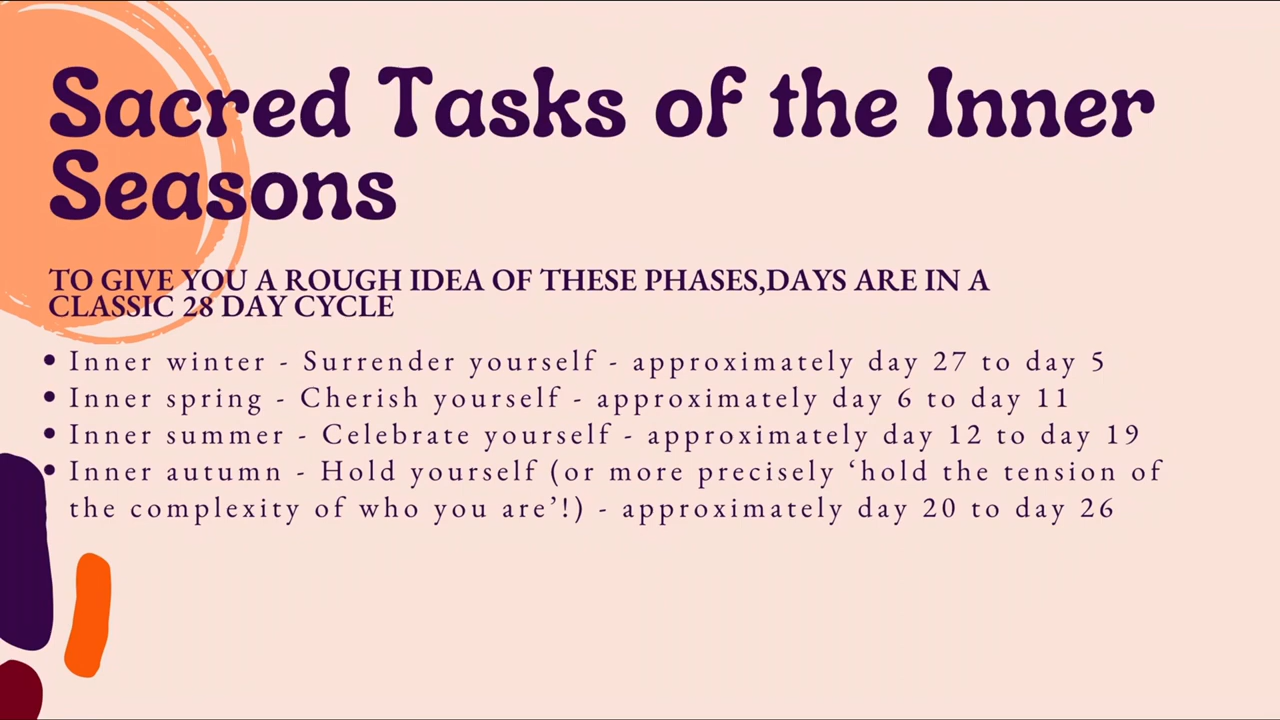 Sacred Tasks of the Inner
Seasons
TO GIVE YOU A ROUGH IDEA OF THESE PHASES,DAYS ARE IN A
CLASSIC 28 DAY CYCLE
• Inner winter - Surrender yourself - approximately day 27 to day 5
• Inner spring - Cherish yourself - approximately day 6 to day 11
• Inner summer - Celebrate yourself - approximately day 12 to day 19
• Inner autumn - Hold yourself (or more precisely ‘hold the tension of
the complexity of who you are’!) - approximately day 20 to day 26